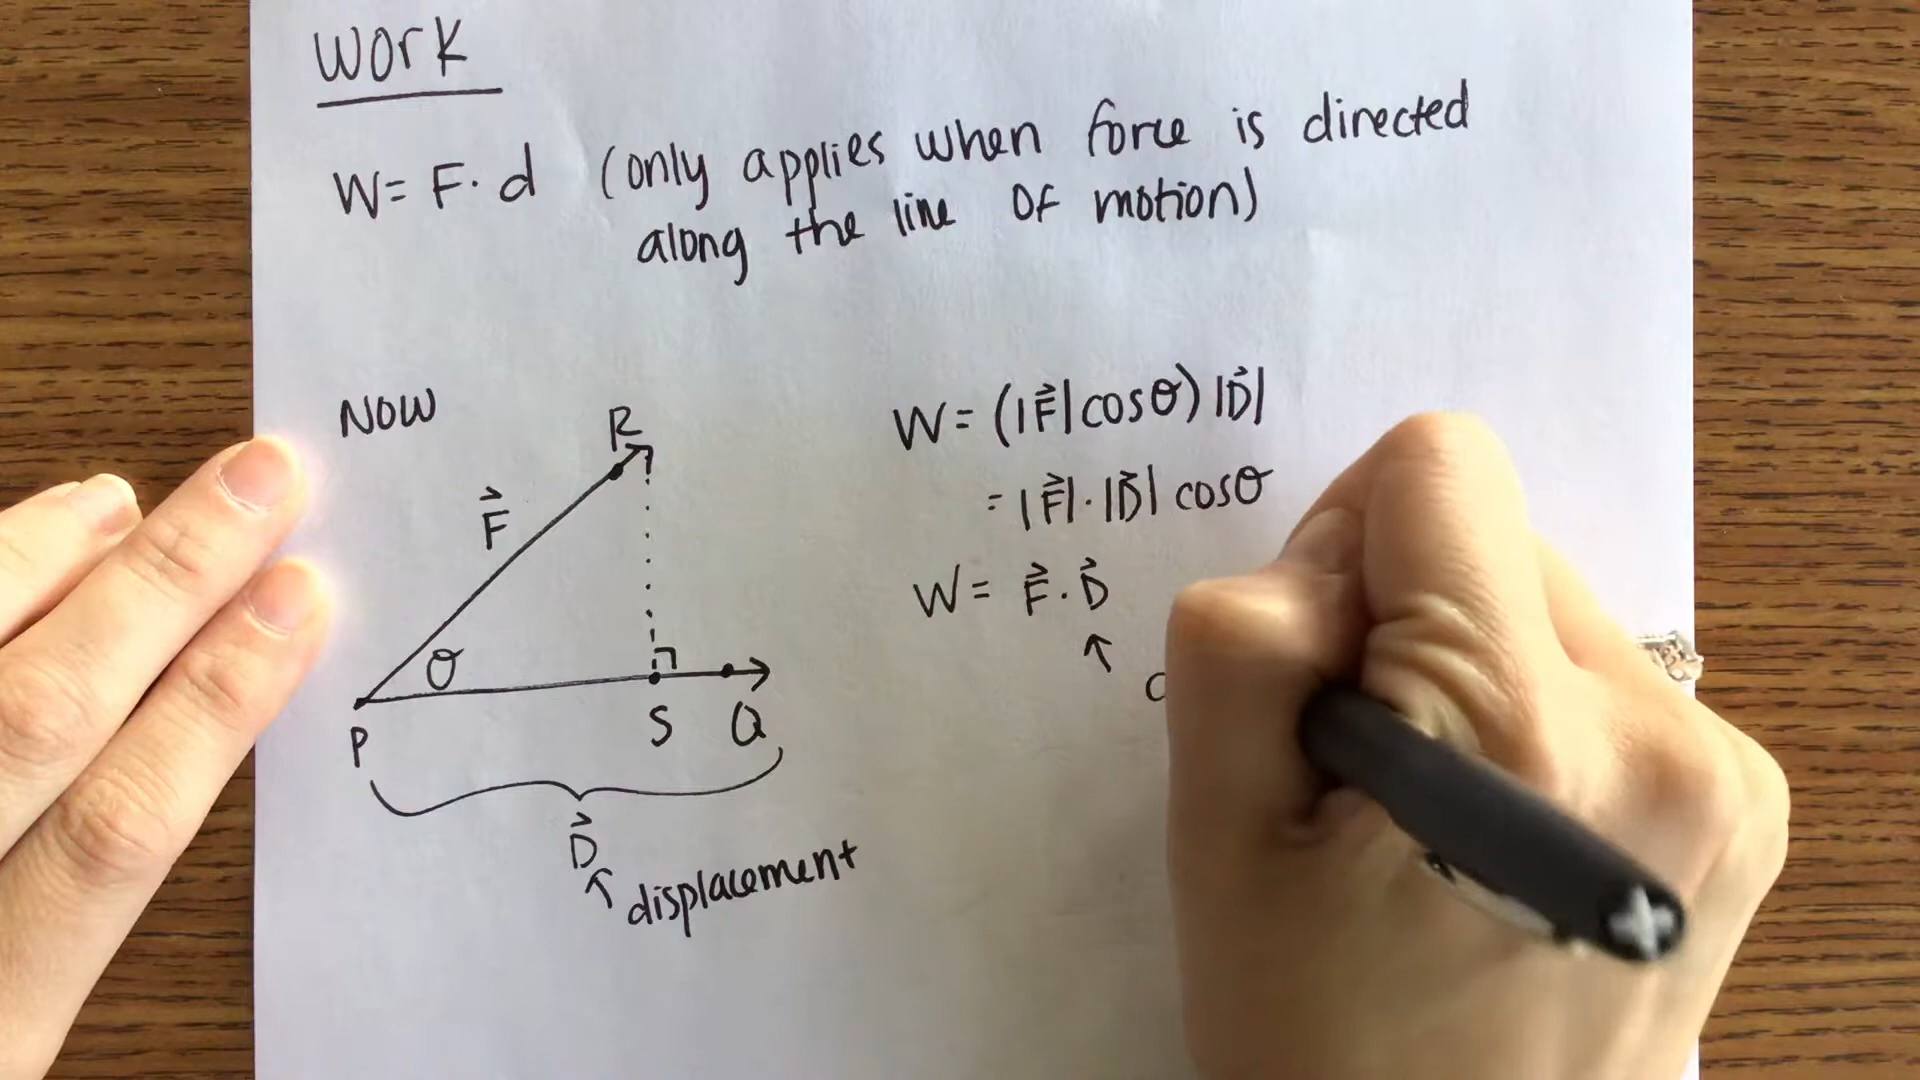 Work
W = F · d (only applies when force is directed
along the line of motion)
NOW
R
F⃗
θ
P
S
Q
D⃗
↑ displacement
W = (|F⃗| cosθ) |D⃗|
= |F⃗| · |D⃗| cosθ
W = F⃗ · D⃗
↑